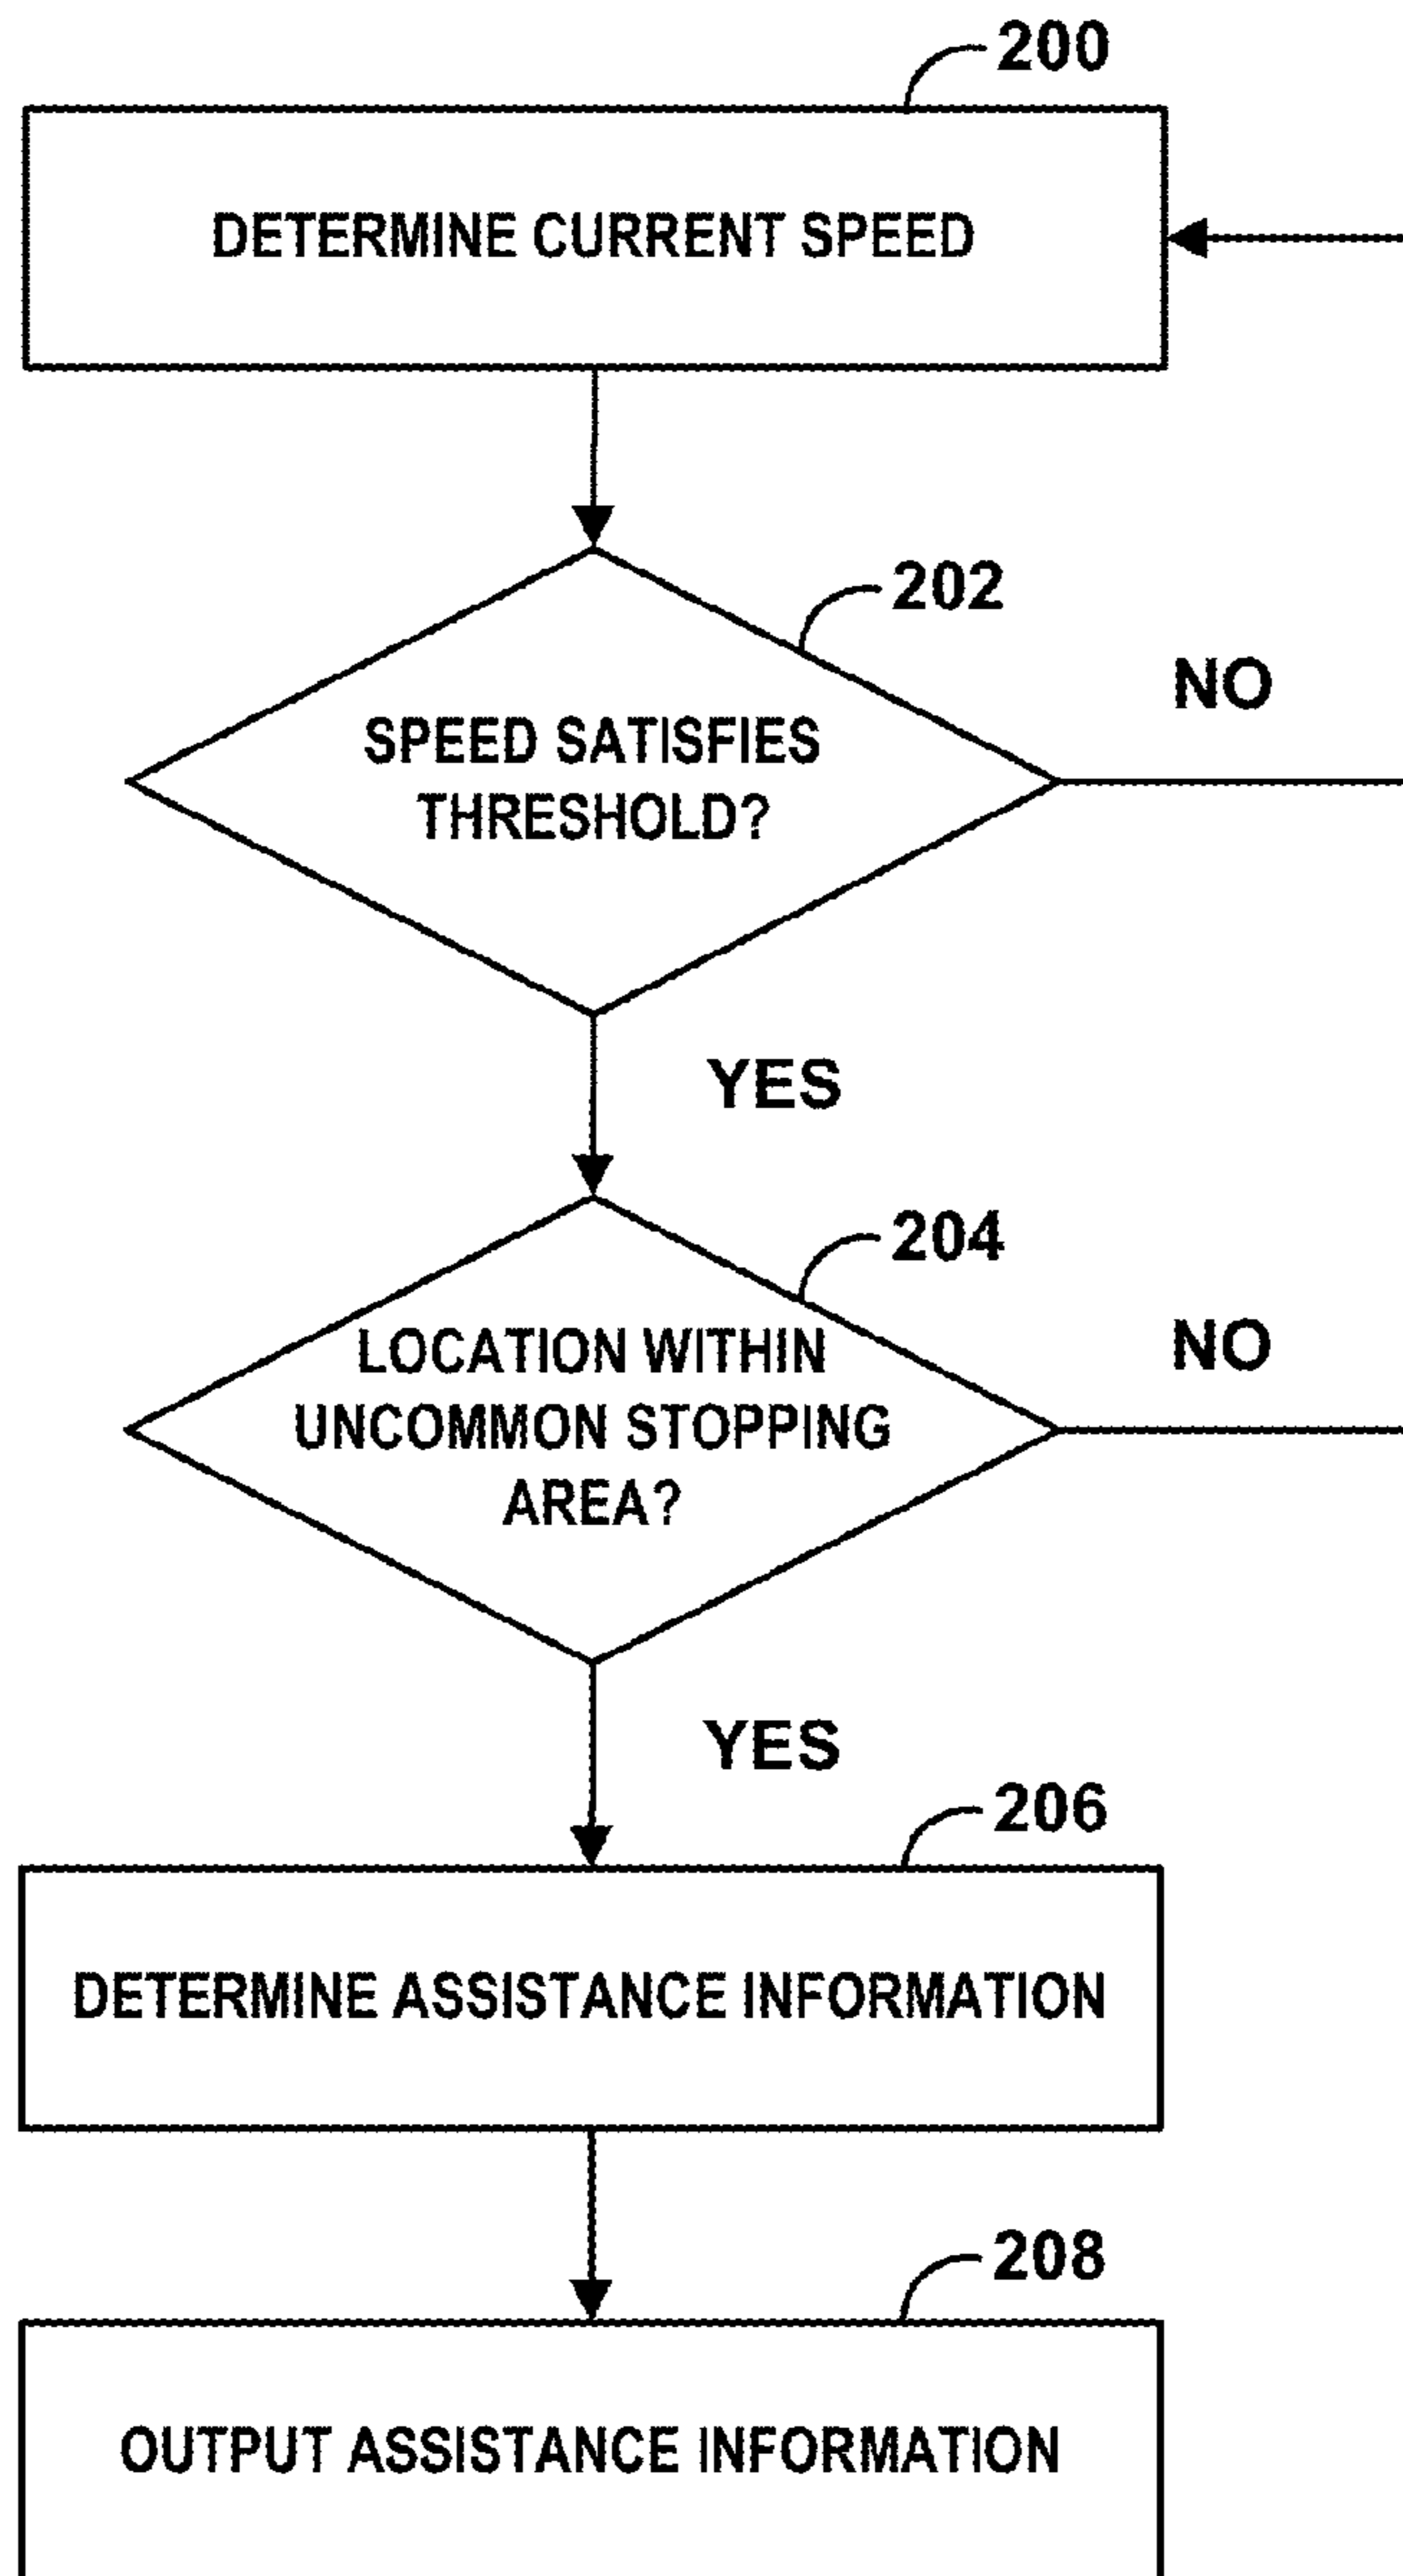 200
DETERMINE CURRENT SPEED
202
NO
SPEED SATISFIES
THRESHOLD?
YES
204
LOCATION WITHIN
UNCOMMON STOPPING
AREA?
NO
YES
206
DETERMINE ASSISTANCE INFORMATION
208
OUTPUT ASSISTANCE INFORMATION